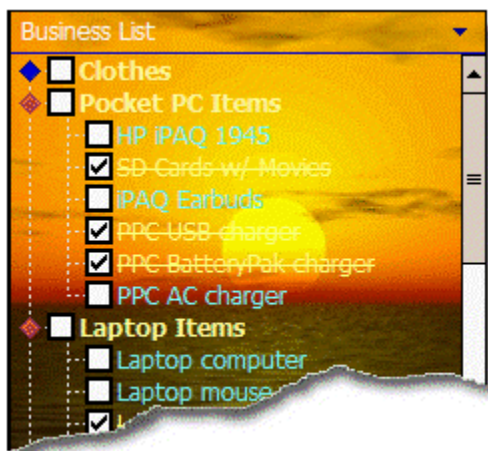 Business List
Clothes
Pocket PC Items
HP iPAQ 1945
SD Cards w/ Movies
iPAQ Earbuds
PPC USB charger
PPC BatteryPak charger
PPC AC charger
Laptop Items
Laptop computer
Laptop mouse